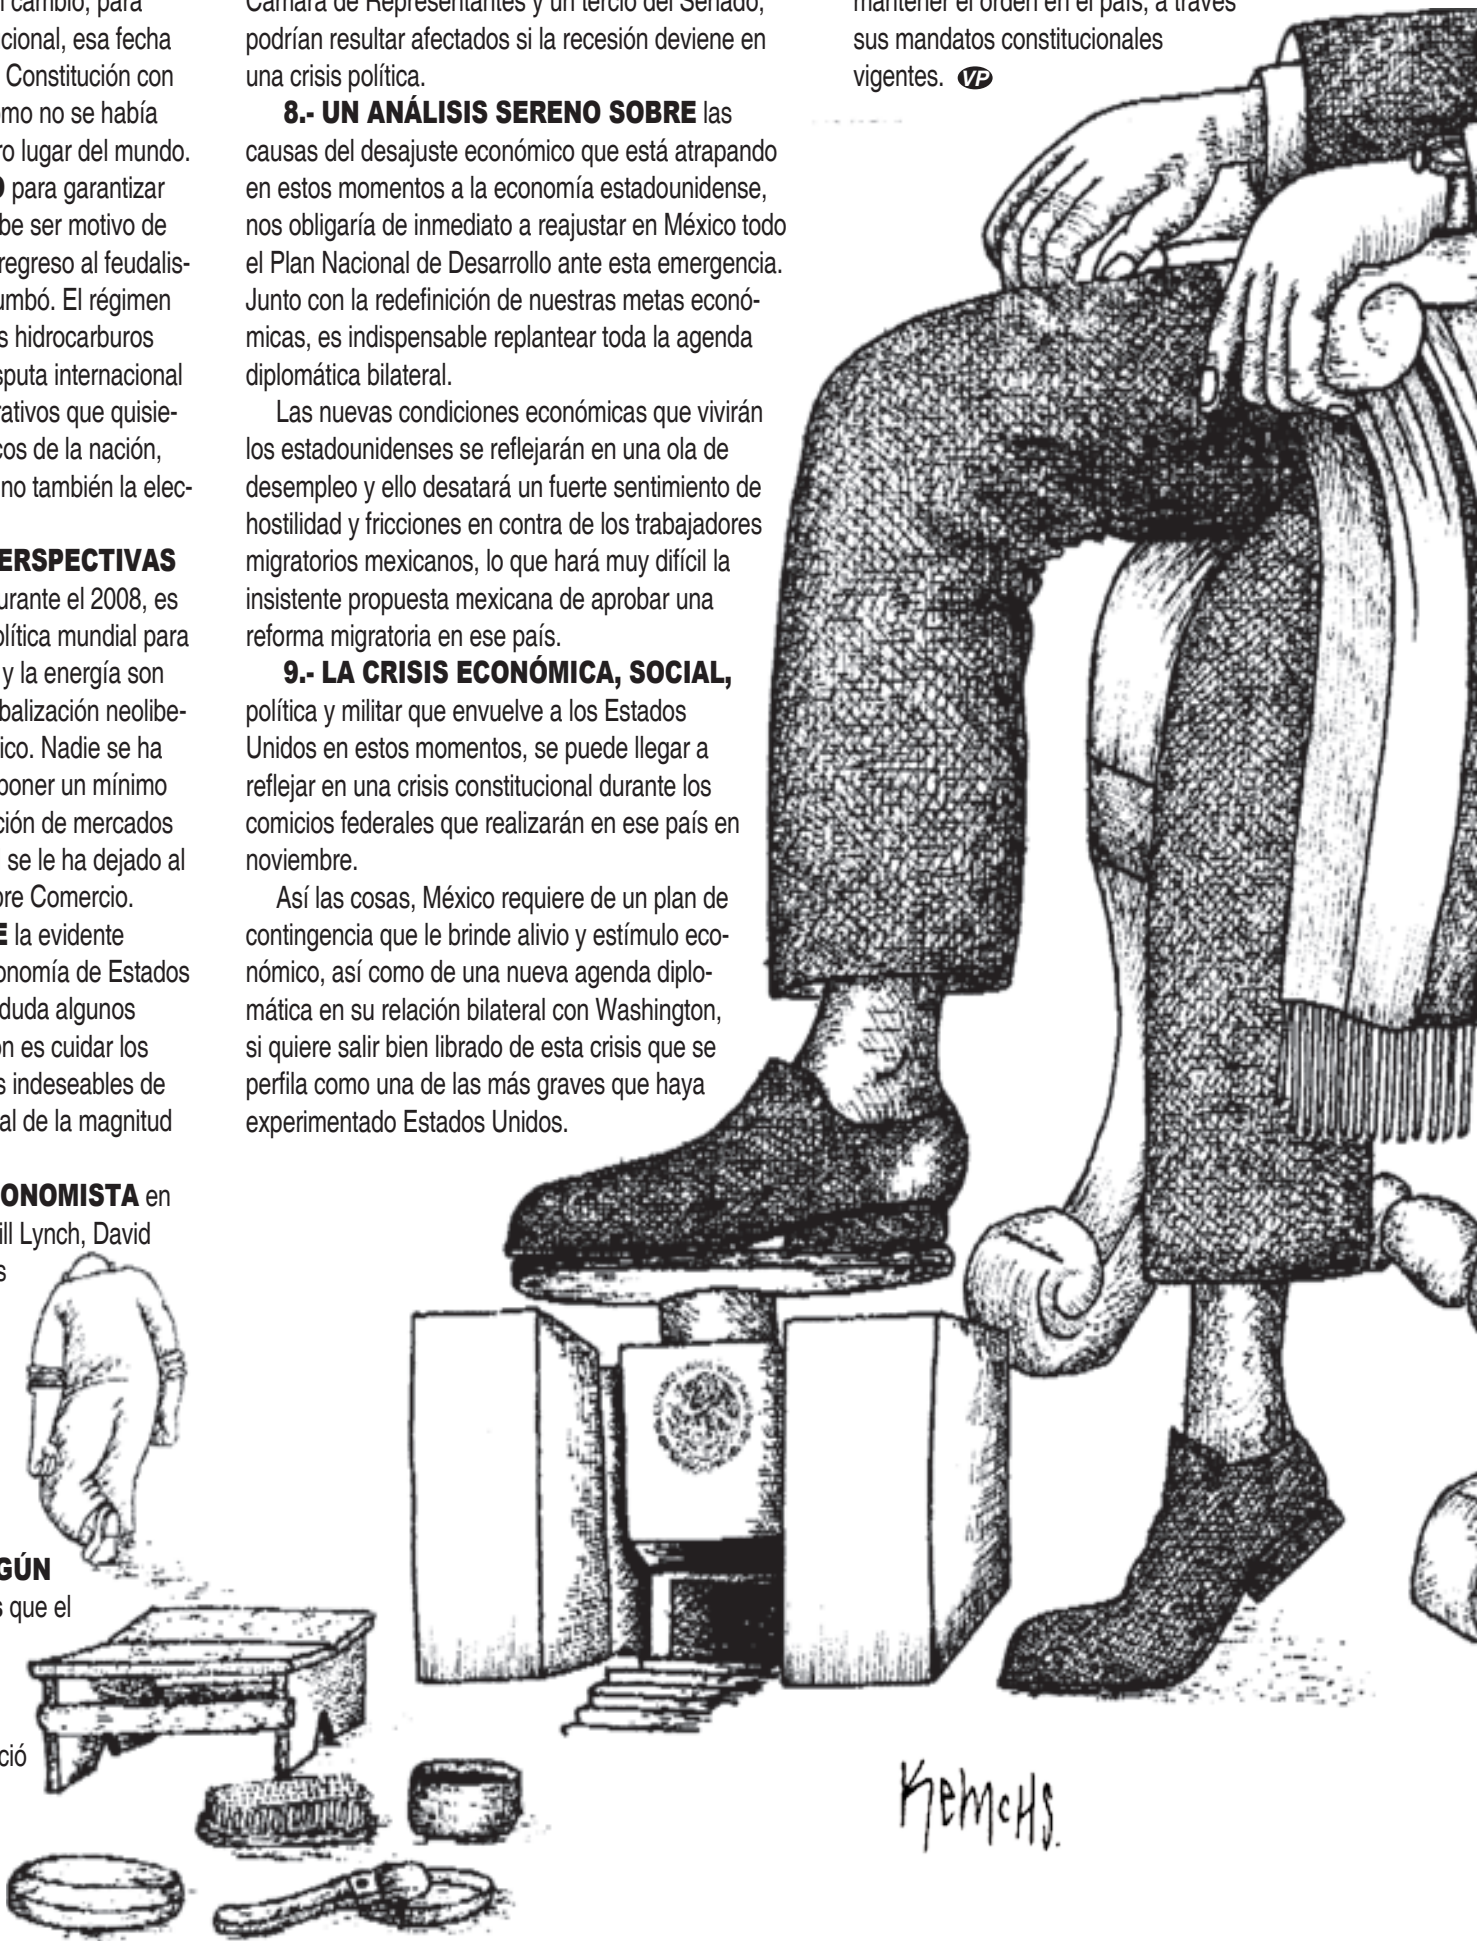 cambio, para
cional, esa fecha
Constitución con
omo no se había
ro lugar del mundo.
para garantizar
be ser motivo de
regreso al feudalis-
umbó. El régimen
s hidrocarburos
sputa internacional
rativos que quisie-
cos de la nación,
no también la elec-
ERSPECTIVAS
urante el 2008, es
olítica mundial para
y la energía son
balización neolibe-
ico. Nadie se ha
poner un mínimo
ción de mercados
se le ha dejado al
bre Comercio.
E la evidente
onomía de Estados
duda algunos
ón es cuidar los
s indeseables de
al de la magnitud
ONOMISTA en
ill Lynch, David
s
GÚN
s que el
ció
Cámara de Representantes y un tercio del Senado,
podrían resultar afectados si la recesión deviene en
una crisis política.
8.- UN ANÁLISIS SERENO SOBRE las
causas del desajuste económico que está atrapando
en estos momentos a la economía estadounidense,
nos obligaría de inmediato a reajustar en México todo
el Plan Nacional de Desarrollo ante esta emergencia.
Junto con la redefinición de nuestras metas econó-
micas, es indispensable replantear toda la agenda
diplomática bilateral.
Las nuevas condiciones económicas que vivirán
los estadounidenses se reflejarán en una ola de
desempleo y ello desatará un fuerte sentimiento de
hostilidad y fricciones en contra de los trabajadores
migratorios mexicanos, lo que hará muy difícil la
insistente propuesta mexicana de aprobar una
reforma migratoria en ese país.
9.- LA CRISIS ECONÓMICA, SOCIAL,
política y militar que envuelve a los Estados
Unidos en estos momentos, se puede llegar a
reflejar en una crisis constitucional durante los
comicios federales que realizarán en ese país en
noviembre.
Así las cosas, México requiere de un plan de
contingencia que le brinde alivio y estímulo eco-
nómico, así como de una nueva agenda diplo-
mática en su relación bilateral con Washington,
si quiere salir bien librado de esta crisis que se
perfila como una de las más graves que haya
experimentado Estados Unidos.
mantener el orden en el país, a través
sus mandatos constitucionales
vigentes. VP
KEMCHS.